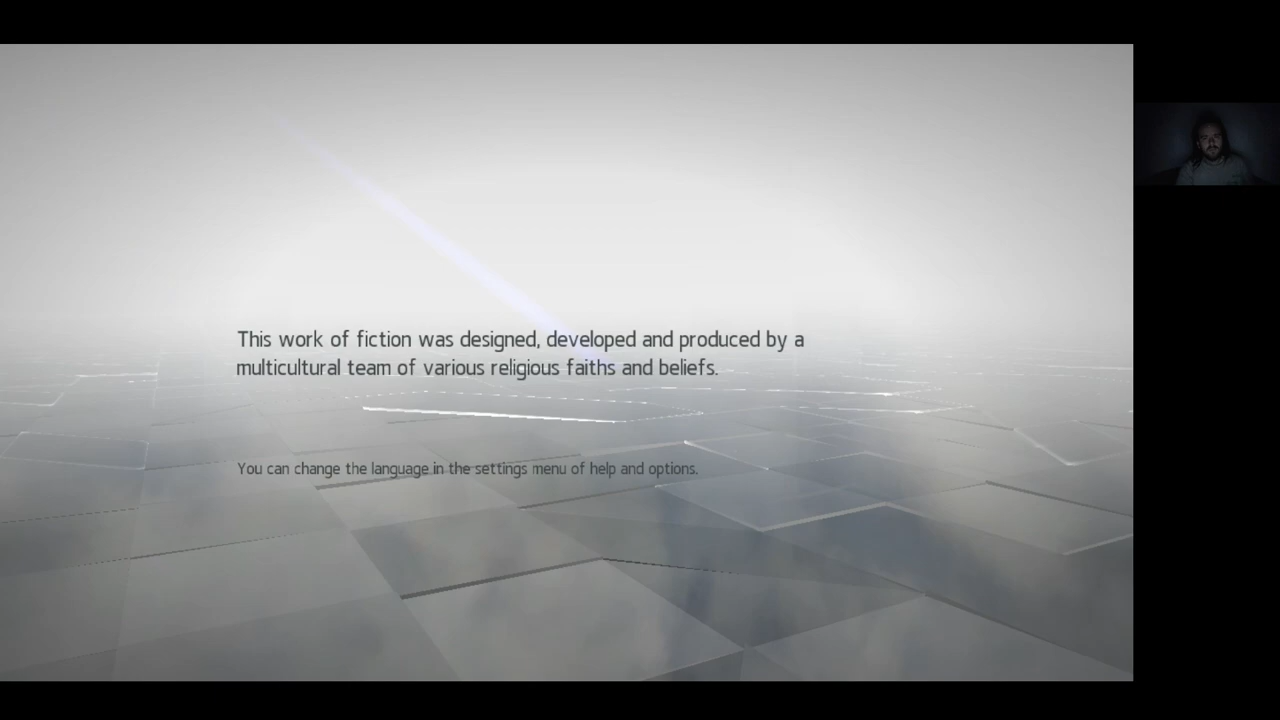 This work of fiction was designed, developed and produced by a
multicultural team of various religious faiths and beliefs.
You can change the language in the settings menu of help and options.